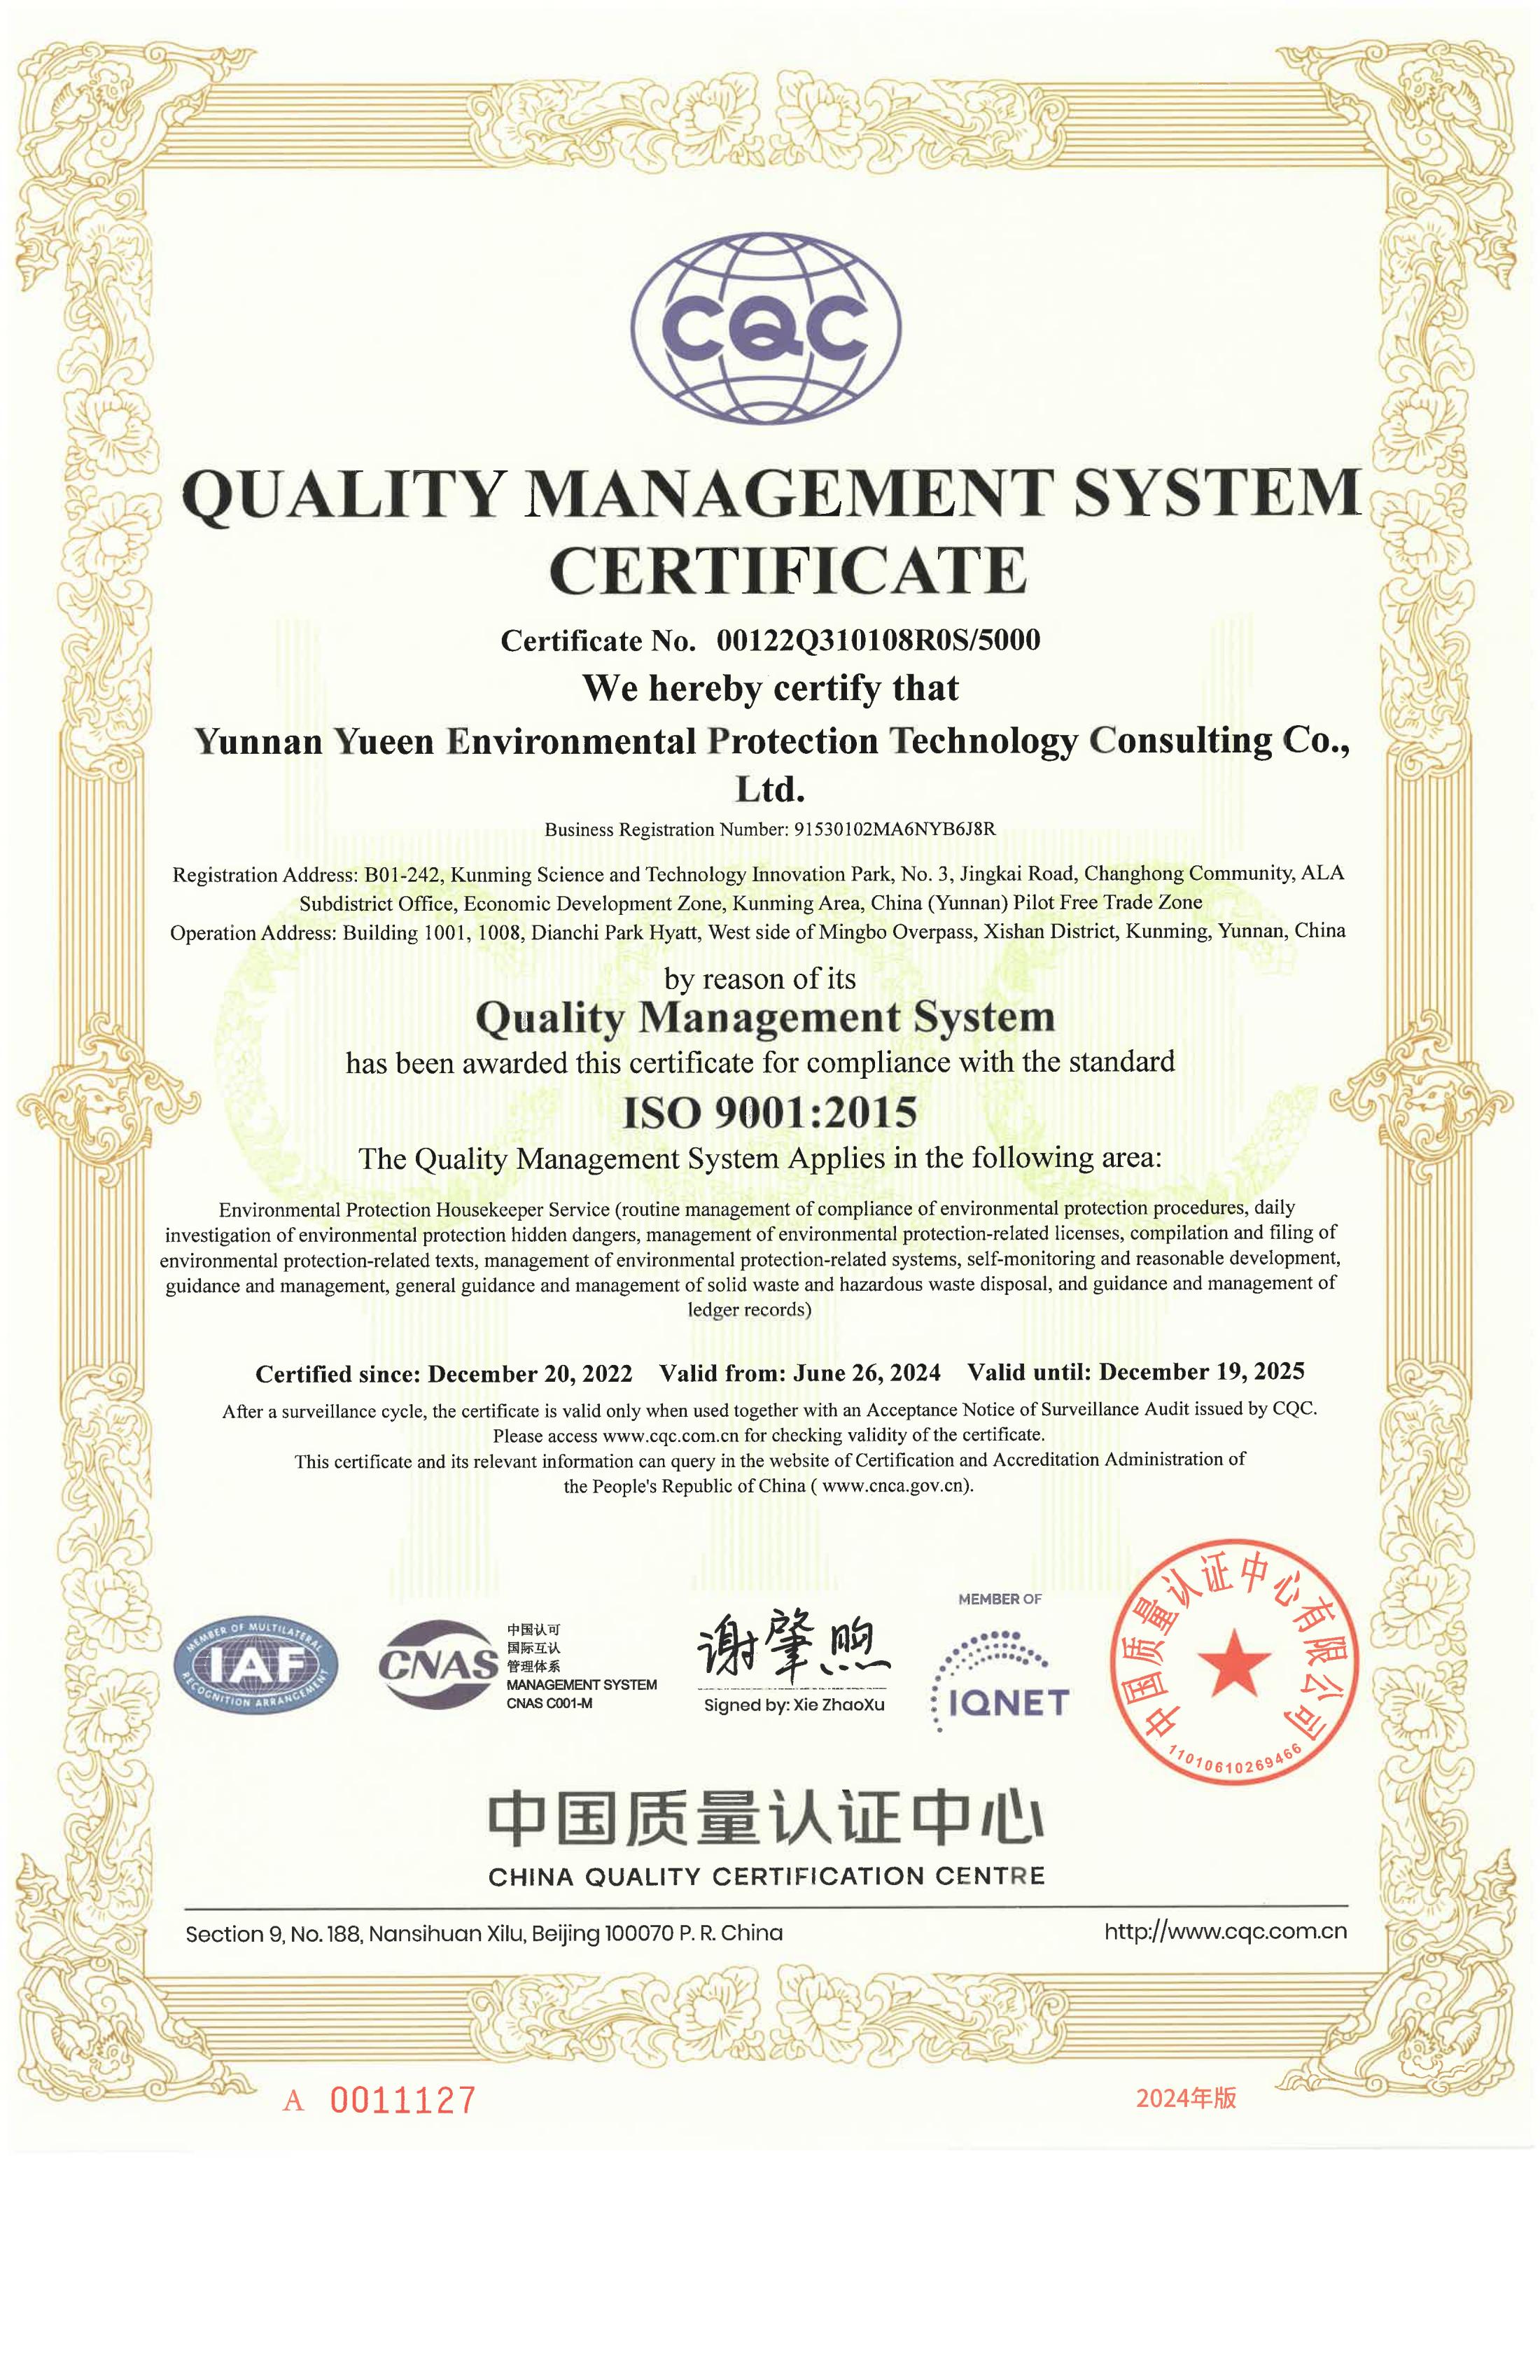 CQC
QUALITY MANAGEMENT SYSTEM
CERTIFICATE
Certificate No. 00122Q310108R0S/5000
We hereby certify that
Yunnan Yueen Environmental Protection Technology Consulting Co.,
Ltd.
Business Registration Number: 91530102MA6NYB6J8R
Registration Address: B01-242, Kunming Science and Technology Innovation Park, No. 3, Jingkai Road, Changhong Community, ALA
Subdistrict Office, Economic Development Zone, Kunming Area, China (Yunnan) Pilot Free Trade Zone
Operation Address: Building 1001, 1008, Dianchi Park Hyatt, West side of Mingbo Overpass, Xishan District, Kunming, Yunnan, China
by reason of its
Quality Management System
has been awarded this certificate for compliance with the standard
ISO 9001:2015
The Quality Management System Applies in the following area:
Environmental Protection Housekeeper Service (routine management of compliance of environmental protection procedures, daily
investigation of environmental protection hidden dangers, management of environmental protection-related licenses, compilation and filing of
environmental protection-related texts, management of environmental protection-related systems, self-monitoring and reasonable development,
guidance and management, general guidance and management of solid waste and hazardous waste disposal, and guidance and management of
ledger records)
Certified since: December 20, 2022 Valid from: June 26, 2024 Valid until: December 19, 2025
After a surveillance cycle, the certificate is valid only when used together with an Acceptance Notice of Surveillance Audit issued by CQC.
Please access www.cqc.com.cn for checking validity of the certificate.
This certificate and its relevant information can query in the website of Certification and Accreditation Administration of
the People's Republic of China ( www.cnca.gov.cn).
MEMBER OF MULTILATERAL
IAF
RECOGNITION ARRANGEMENT
CNAS
中国认可
国际互认
管理体系
MANAGEMENT SYSTEM
CNAS C001-M
谢肇煦
Signed by: Xie ZhaoXu
MEMBER OF
IQNET
中国质量认证中心有限公司
11010610269466
中国质量认证中心
CHINA QUALITY CERTIFICATION CENTRE
Section 9, No. 188, Nansihuan Xilu, Beijing 100070 P. R. China
http://www.cqc.com.cn
A 0011127
2024年版